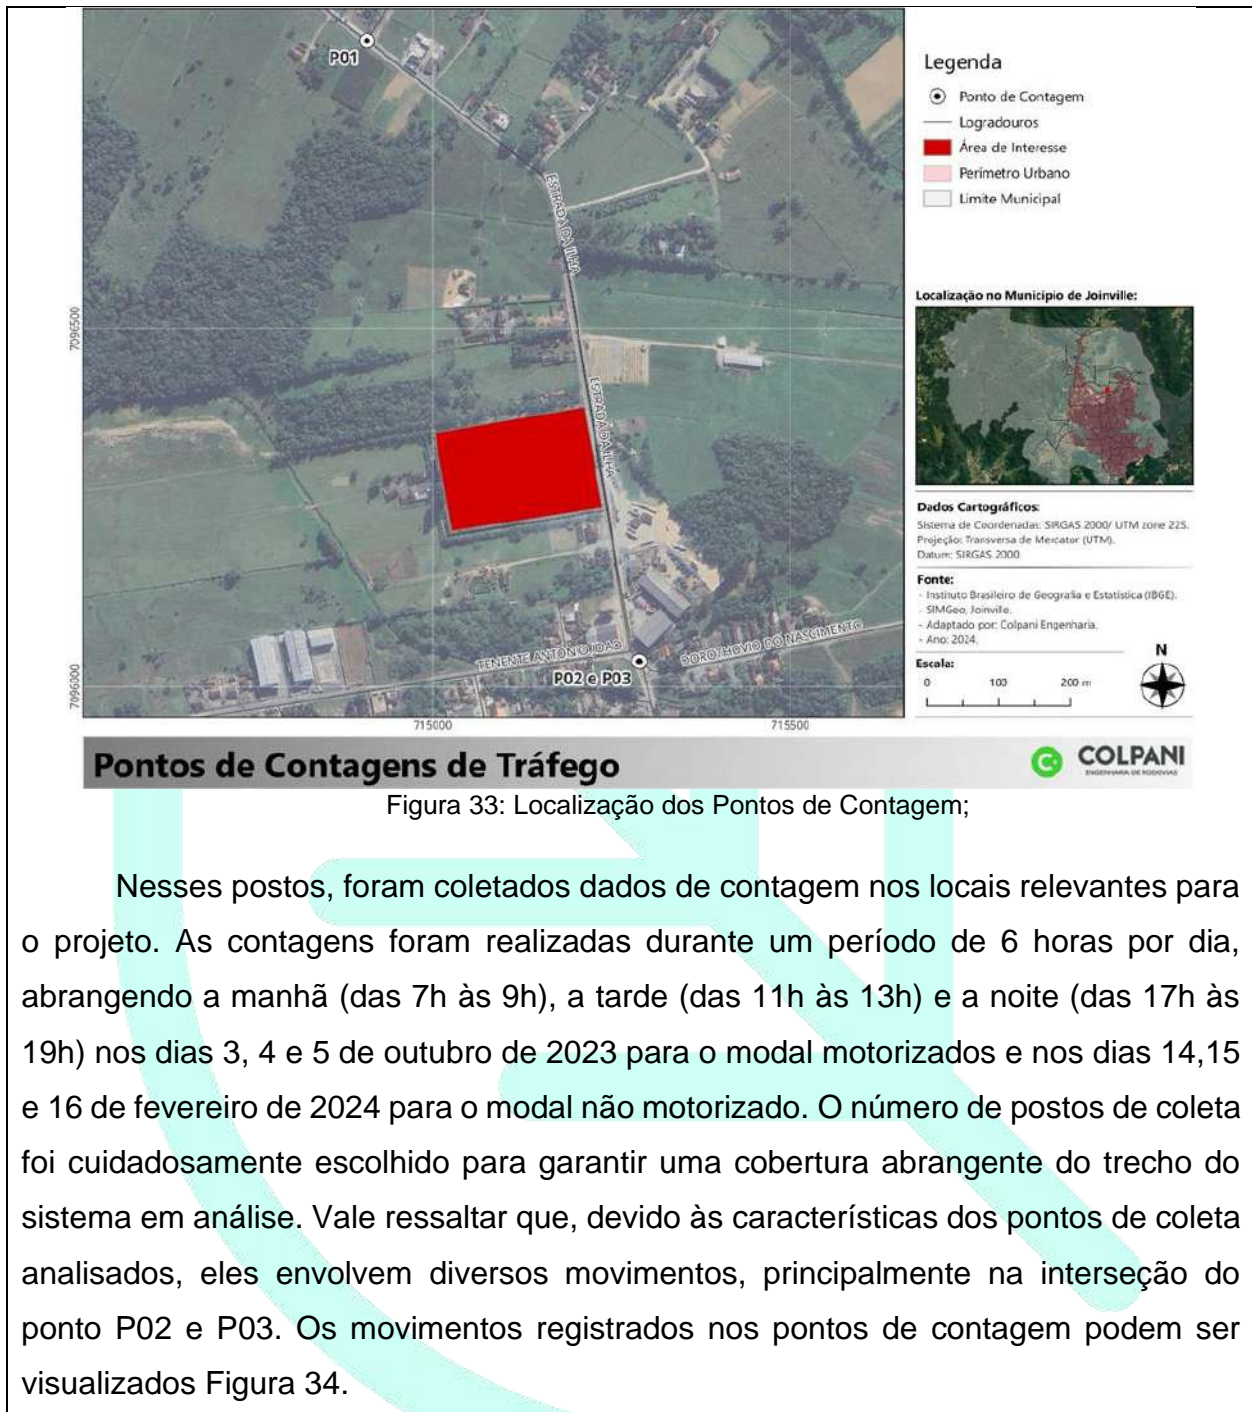 P01
ESTRADA DA ILHA
ESTRADA DA ILHA
TENENTE ANTONIO JOAO
DOROTHOVIO DO NASCIMENTO
P02 e P03
7096500
7096000
715000
715500
Legenda
Ponto de Contagem
Logradouros
Área de Interesse
Perímetro Urbano
Limite Municipal
Localização no Município de Joinville:
Dados Cartográficos:
Sistema de Coordenadas: SIRGAS 2000/ UTM zone 22S.
Projeção: Transversa de Mercator (UTM).
Datum: SIRGAS 2000
Fonte:
- Instituto Brasileiro de Geografia e Estatística (IBGE).
- SIMGeo, Joinville.
- Adaptado por: Colpani Engenharia.
- Ano: 2024.
Escala:
0 100 200 m
N
Pontos de Contagens de Tráfego
COLPANI
ENGENHARIA DE RODOVIAS
Figura 33: Localização dos Pontos de Contagem;
Nesses postos, foram coletados dados de contagem nos locais relevantes para
o projeto. As contagens foram realizadas durante um período de 6 horas por dia,
abrangendo a manhã (das 7h às 9h), a tarde (das 11h às 13h) e a noite (das 17h às
19h) nos dias 3, 4 e 5 de outubro de 2023 para o modal motorizados e nos dias 14,15
e 16 de fevereiro de 2024 para o modal não motorizado. O número de postos de coleta
foi cuidadosamente escolhido para garantir uma cobertura abrangente do trecho do
sistema em análise. Vale ressaltar que, devido às características dos pontos de coleta
analisados, eles envolvem diversos movimentos, principalmente na interseção do
ponto P02 e P03. Os movimentos registrados nos pontos de contagem podem ser
visualizados Figura 34.